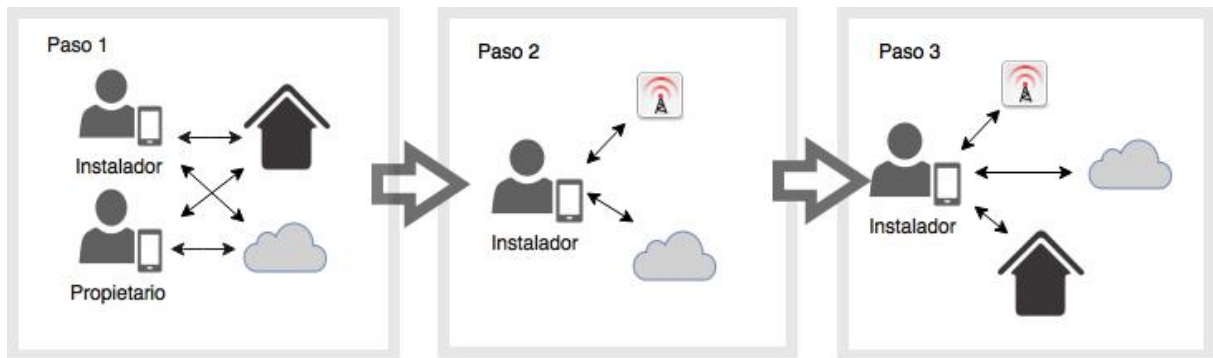 Paso 1
Instalador
Propietario
Paso 2
Instalador
Paso 3
Instalador